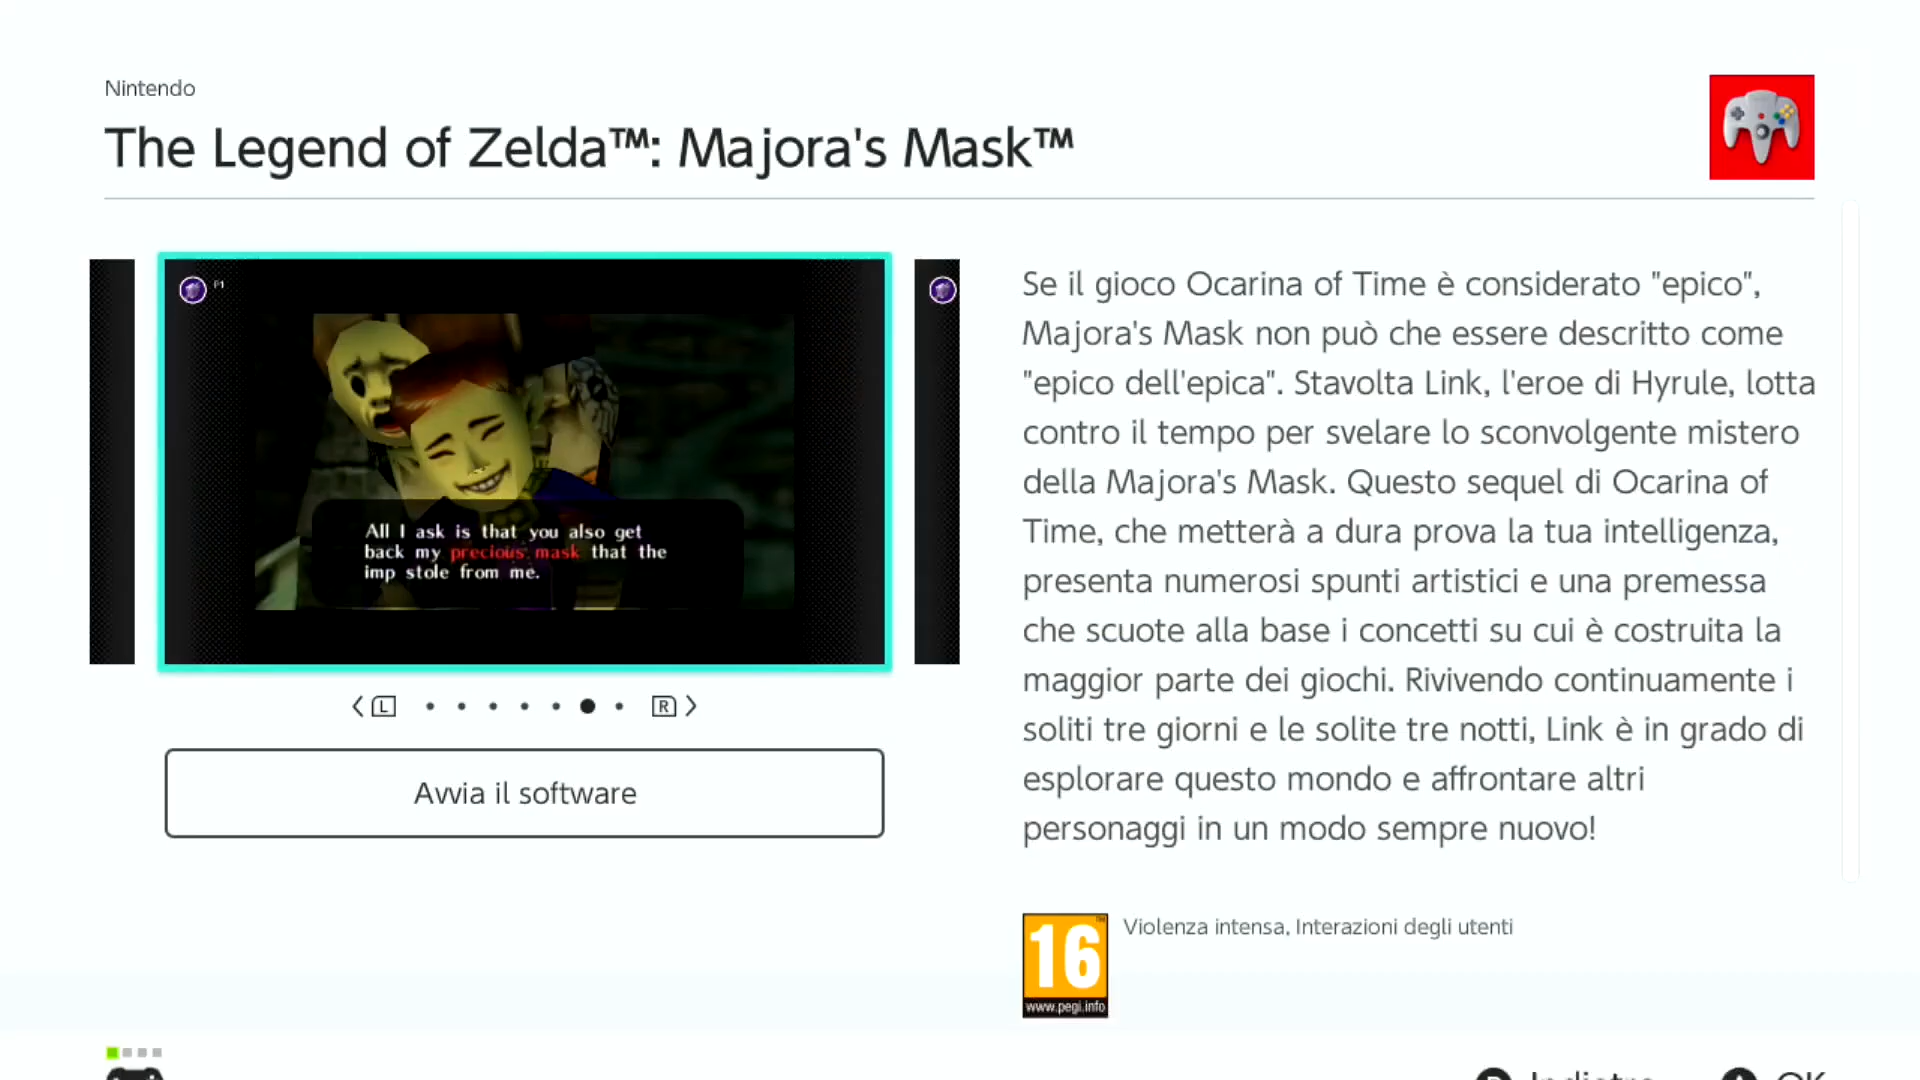 Nintendo
The Legend of Zelda™: Majora's Mask™
P1
All I ask is that you also get
back my precious mask that the
imp stole from me.
L
R
Avvia il software
Se il gioco Ocarina of Time è considerato "epico",
Majora's Mask non può che essere descritto come
"epico dell'epica". Stavolta Link, l'eroe di Hyrule, lotta
contro il tempo per svelare lo sconvolgente mistero
della Majora's Mask. Questo sequel di Ocarina of
Time, che metterà a dura prova la tua intelligenza,
presenta numerosi spunti artistici e una premessa
che scuote alla base i concetti su cui è costruita la
maggior parte dei giochi. Rivivendo continuamente i
soliti tre giorni e le solite tre notti, Link è in grado di
esplorare questo mondo e affrontare altri
personaggi in un modo sempre nuovo!
16
™
www.pegi.info
Violenza intensa, Interazioni degli utenti
Indietro
OK